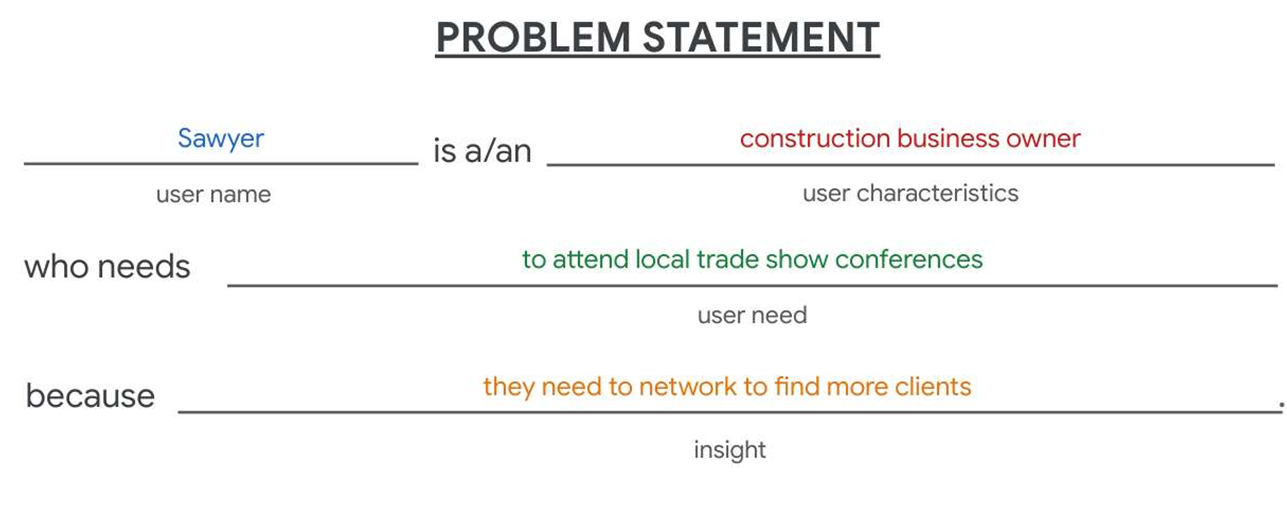 PROBLEM STATEMENT
Sawyer is a/an construction business owner
user name user characteristics
who needs to attend local trade show conferences
user need
because they need to network to find more clients.
insight